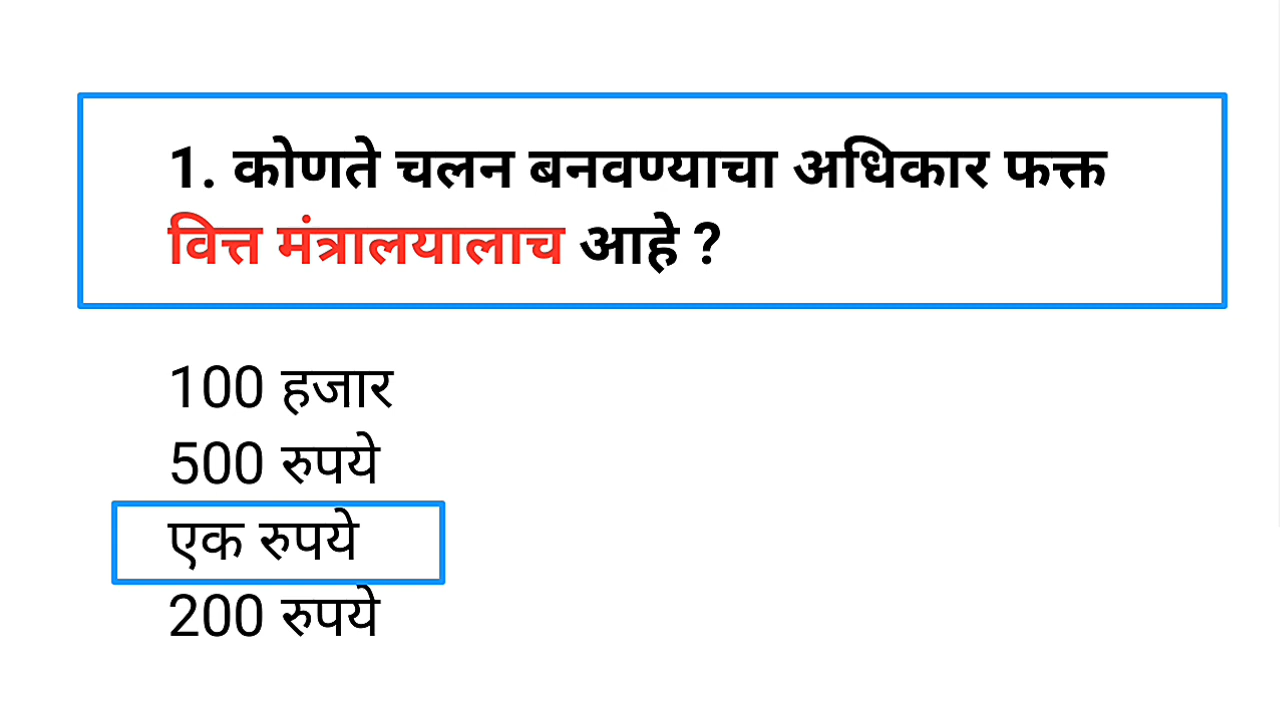 1. कोणते चलन बनवण्याचा अधिकार फक्त
वित्त मंत्रालयालाच आहे ?
100 हजार
500 रुपये
एक रुपये
200 रुपये